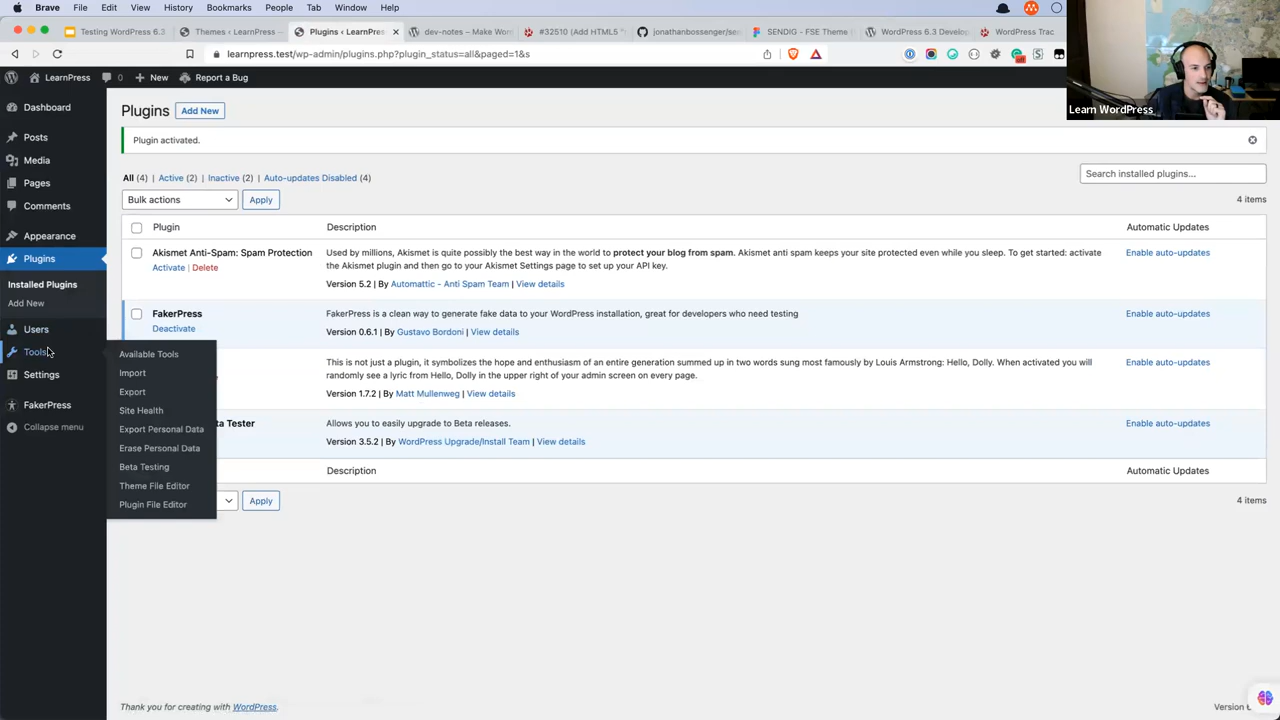 Brave File Edit View History Bookmarks People Tab Window Help
Testing WordPress 6.3
Themes ‹ LearnPress —
Plugins ‹ LearnPress
dev-notes – Make Wor
#32510 (Add HTML5 "
jonathanbossenger/sen
SENDIG - FSE Theme
WordPress 6.3 Develop
WordPress Trac
learnpress.test/wp-admin/plugins.php?plugin_status=all&paged=1&s
LearnPress 0 + New Report a Bug
Learn WordPress
Dashboard
Posts
Media
Pages
Comments
Appearance
Plugins
Installed Plugins
Add New
Users
Tools
Settings
FakerPress
Collapse menu
Available Tools
Import
Export
Site Health
Export Personal Data
Erase Personal Data
Beta Testing
Theme File Editor
Plugin File Editor
Plugins Add New
Plugin activated.
All (4) | Active (2) | Inactive (2) | Auto-updates Disabled (4)
Search installed plugins...
Bulk actions Apply 4 items
Plugin Description Automatic Updates
Akismet Anti-Spam: Spam Protection
Activate | Delete
Used by millions, Akismet is quite possibly the best way in the world to protect your blog from spam. Akismet anti spam keeps your site protected even while you sleep. To get started: activate
the Akismet plugin and then go to your Akismet Settings page to set up your API key.
Version 5.2 | By Automattic - Anti Spam Team | View details
Enable auto-updates
FakerPress
Deactivate
FakerPress is a clean way to generate fake data to your WordPress installation, great for developers who need testing
Version 0.6.1 | By Gustavo Bordoni | View details
Enable auto-updates
This is not just a plugin, it symbolizes the hope and enthusiasm of an entire generation summed up in two words sung most famously by Louis Armstrong: Hello, Dolly. When activated you will
randomly see a lyric from Hello, Dolly in the upper right of your admin screen on every page.
Version 1.7.2 | By Matt Mullenweg | View details
Enable auto-updates
ta Tester
Allows you to easily upgrade to Beta releases.
Version 3.5.2 | By WordPress Upgrade/Install Team | View details
Enable auto-updates
Description Automatic Updates
Apply 4 items
Thank you for creating with WordPress.
Version